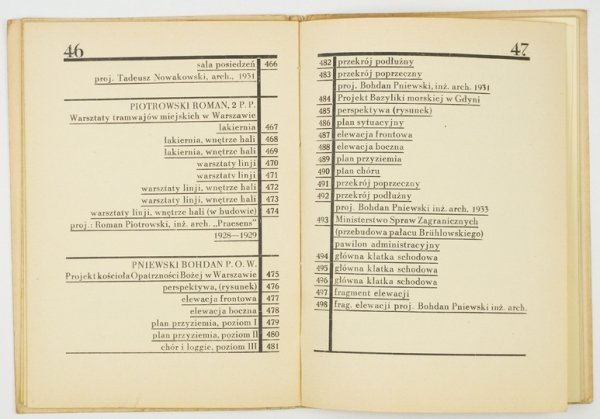 46
sala posiedzeń 466
proj. Tadeusz Nowakowski, arch., 1931
PIOTROWSKI ROMAN, 2 P. P.
Warsztaty tramwajów miejskich w Warszawie
lakiernia 467
lakiernia, wnętrze hali 468
lakiernia, wnętrze hali 469
warsztaty linji 470
warsztaty linji 471
warsztaty linji, wnętrze hali 472
warsztaty linji, wnętrze hali 473
warsztaty linji, wnętrze hali (w budowie) 474
proj.: Roman Piotrowski, inż. arch. „Praesens"
1928—1929
PNIEWSKI BOHDAN P. O. W.
Projekt kościoła Opatrzności Bożej w Warszawie 475
perspektywa, (rysunek) 476
elewacja frontowa 477
elewacja boczna 478
plan przyziemia, poziom I 479
plan przyziemia, poziom II 480
chór i loggie, poziom III 481
47
482 przekrój podłużny
483 przekrój poprzeczny
proj. Bohdan Pniewski, inż. arch. 1931
484 Projekt Bazyliki morskiej w Gdyni
485 perspektywa (rysunek)
486 plan sytuacyjny
487 elewacja frontowa
488 elewacja boczna
489 plan przyziemia
490 plan chóru
491 przekrój poprzeczny
492 przekrój podłużny
proj. Bohdan Pniewski inż. arch. 1933
493 Ministerstwo Spraw Zagranicznych
(przebudowa pałacu Brühlowskiego)
pawilon administracyjny
494 główna klatka schodowa
495 główna klatka schodowa
496 główna klatka schodowa
497 fragment elewacji
498 frag. elewacji proj. Bohdan Pniewski inż. arch.